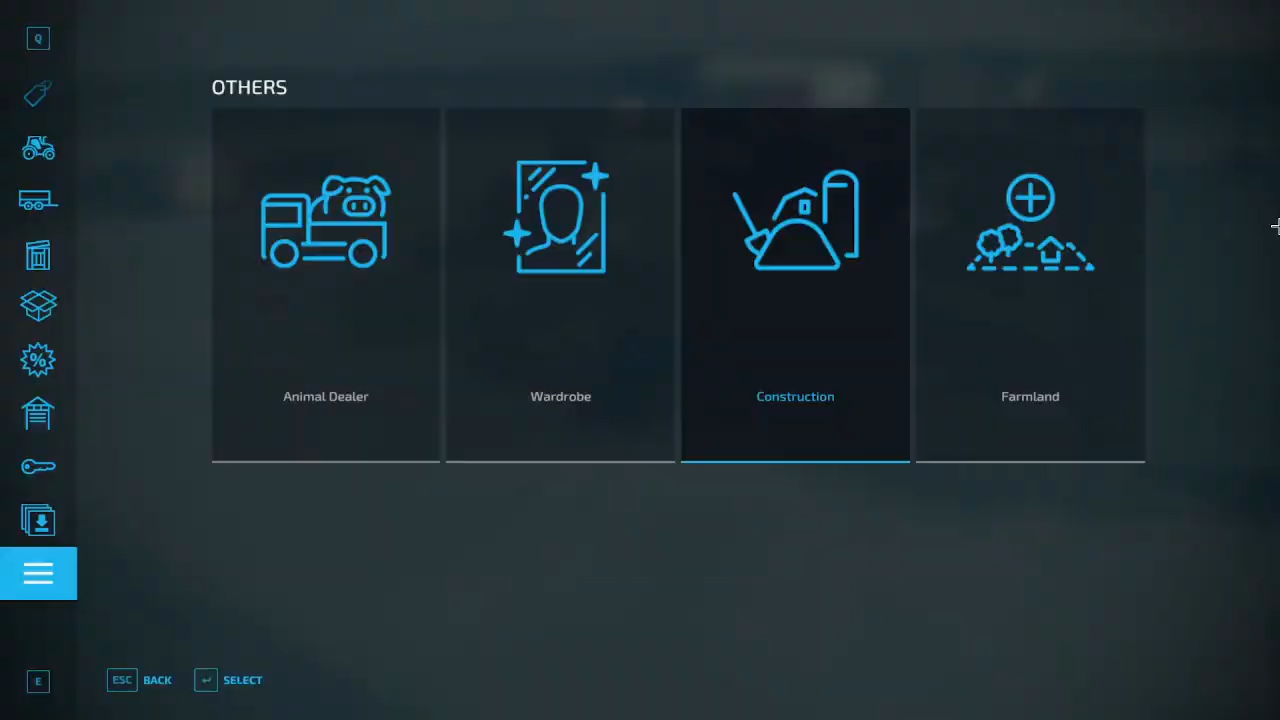 Q
OTHERS
%
Animal Dealer
Wardrobe
Construction
Farmland
E
ESC BACK
SELECT